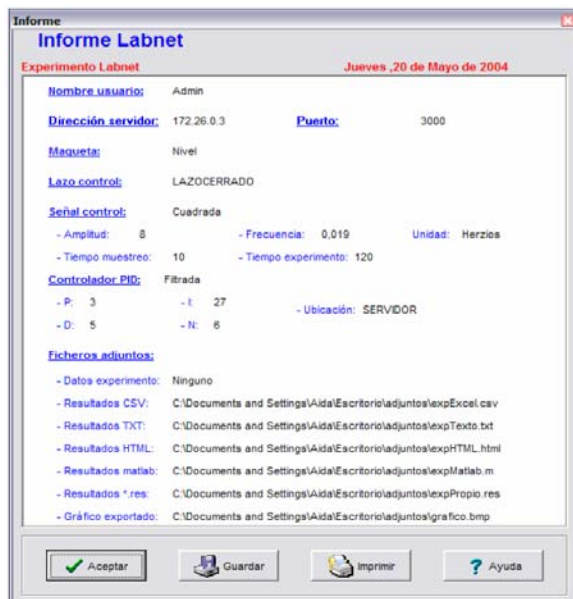 Informe
Informe Labnet
Experimento Labnet Jueves ,20 de Mayo de 2004
Nombre usuario: Admin
Dirección servidor: 172.26.0.3 Puerto: 3000
Maqueta: Nivel
Lazo control: LAZOCERRADO
Señal control: Cuadrada
- Amplitud: 8 - Frecuencia: 0,019 Unidad: Herzios
- Tiempo muestreo: 10 - Tiempo experimento: 120
Controlador PID: Filtrada
- P: 3 - I: 27 - Ubicación: SERVIDOR
- D: 5 - N: 6
Ficheros adjuntos:
- Datos experimento: Ninguno
- Resultados CSV: C:\Documents and Settings\Aida\Escritorio\adjuntos\expExcel.csv
- Resultados TXT: C:\Documents and Settings\Aida\Escritorio\adjuntos\expTexto.txt
- Resultados HTML: C:\Documents and Settings\Aida\Escritorio\adjuntos\expHTML.html
- Resultados matlab: C:\Documents and Settings\Aida\Escritorio\adjuntos\expMatlab.m
- Resultados *.res: C:\Documents and Settings\Aida\Escritorio\adjuntos\expPropio.res
- Gráfico exportado: C:\Documents and Settings\Aida\Escritorio\adjuntos\grafico.bmp
Aceptar Guardar Imprimir ? Ayuda